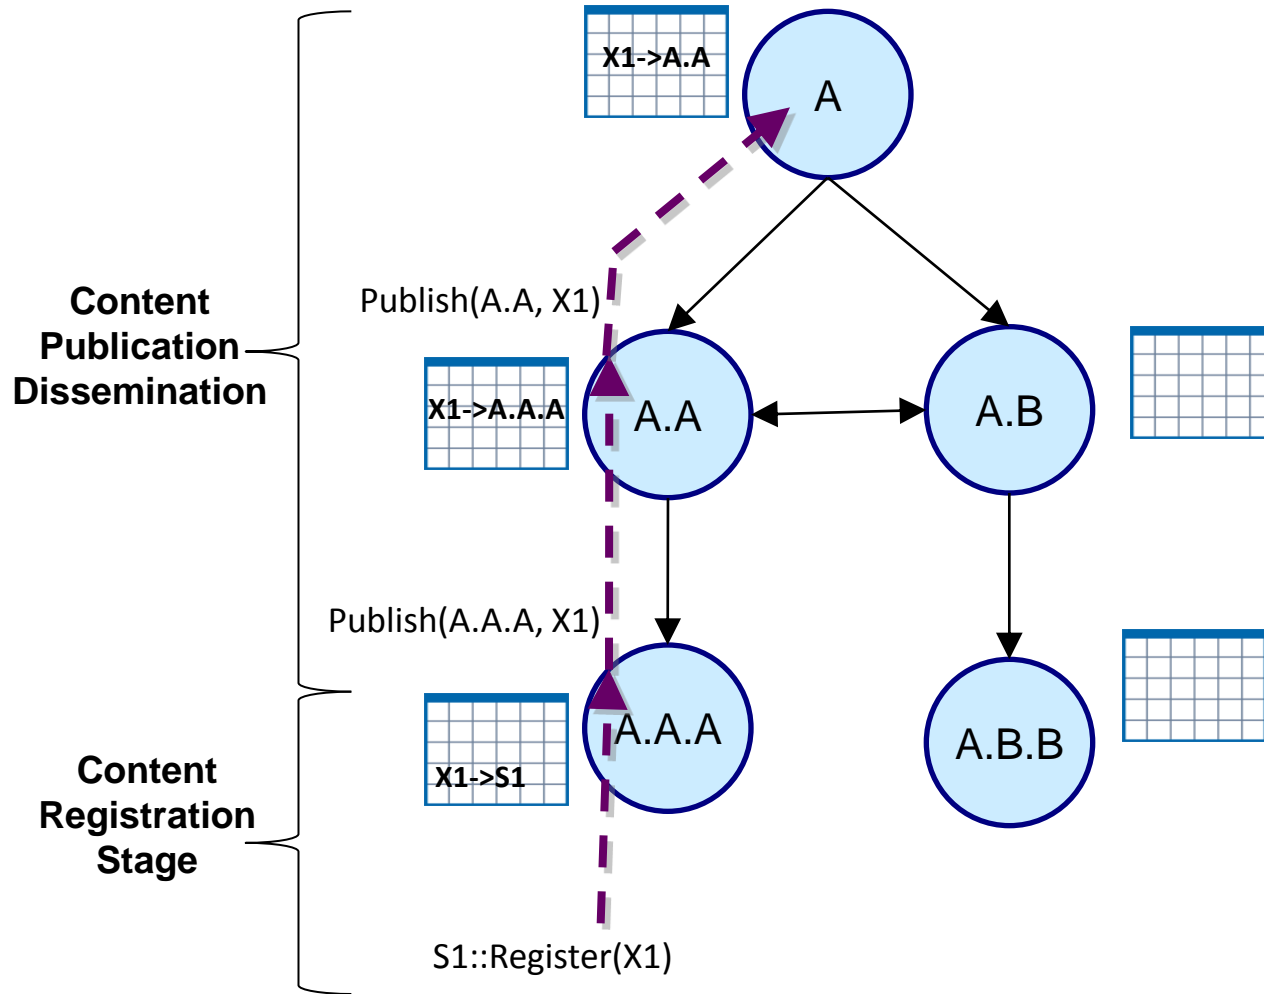 X1->A.A
A
Publish(A.A, X1)
Content
Publication
Dissemination
X1->A.A.A
A.A
A.B
Publish(A.A.A, X1)
A.A.A
A.B.B
X1->S1
Content
Registration
Stage
S1::Register(X1)